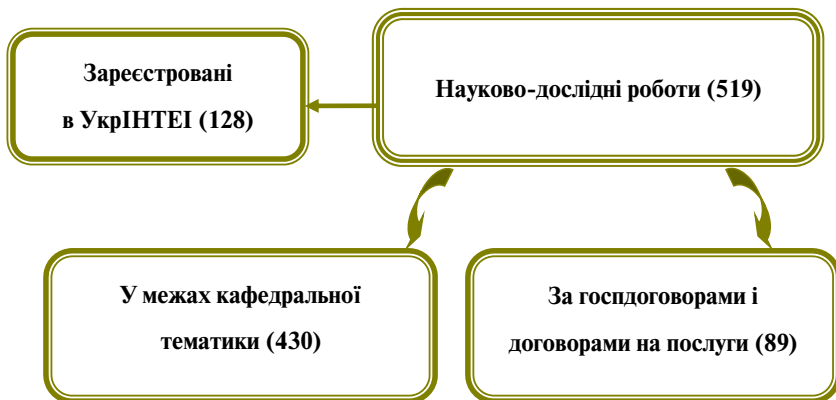 Зареєстровані
в УкрІНТЕІ (128)
Науково-дослідні роботи (519)
У межах кафедральної
тематики (430)
За госпдоговорами і
договорами на послуги (89)